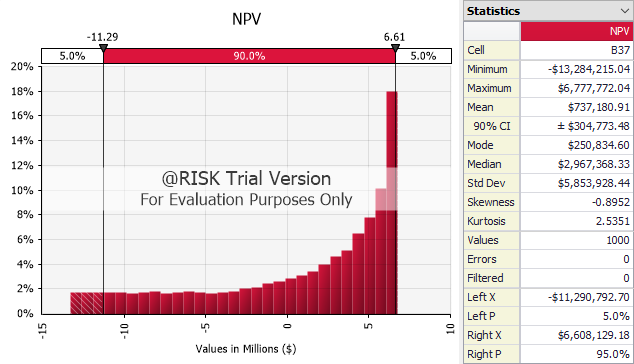 NPV
-11.29 6.61
5.0% 90.0% 5.0%
20%
18%
16%
14%
12%
10%
8%
6%
4%
2%
0%
@RISK Trial Version
For Evaluation Purposes Only
-15 -10 -5 0 5 10
Values in Millions ($)
Statistics
NPV
Cell B37
Minimum -$13,284,215.04
Maximum $6,777,772.04
Mean $737,180.91
90% CI ± $304,773.48
Mode $250,834.60
Median $2,967,368.33
Std Dev $5,853,928.44
Skewness -0.8952
Kurtosis 2.5351
Values 1000
Errors 0
Filtered 0
Left X -$11,290,792.70
Left P 5.0%
Right X $6,608,129.18
Right P 95.0%